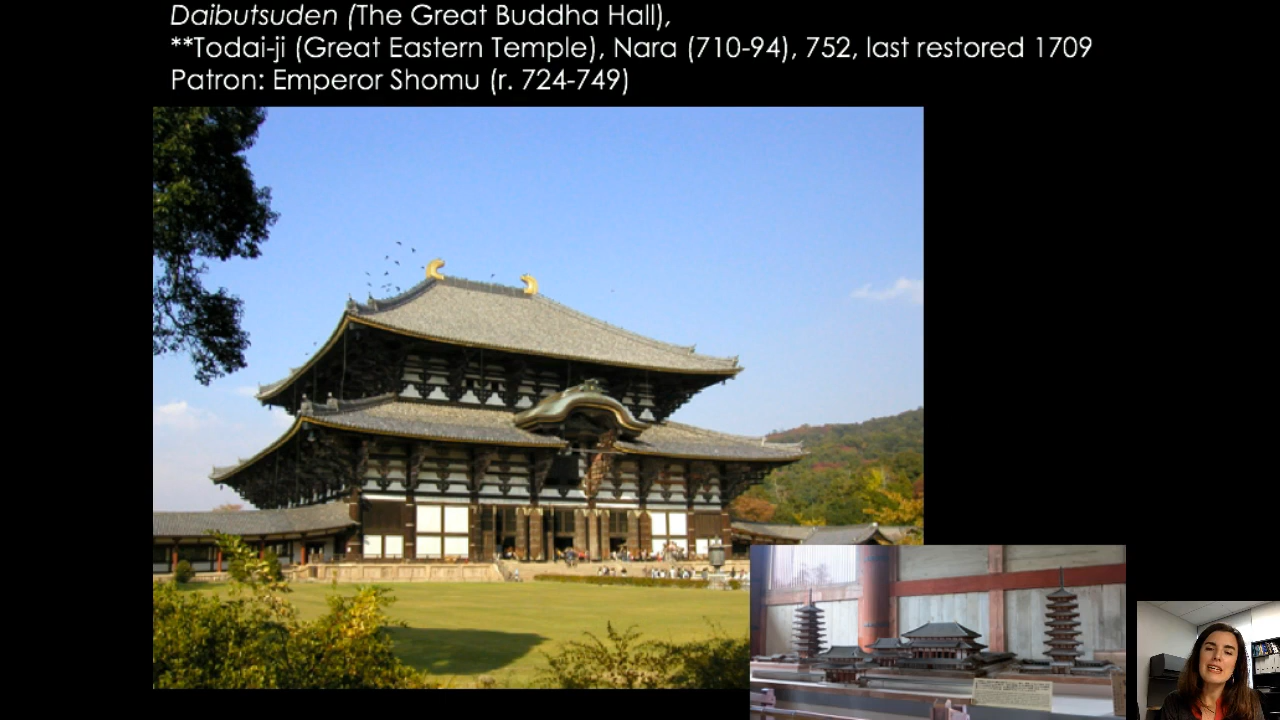 Daibutsuden (The Great Buddha Hall),
**Todai-ji (Great Eastern Temple), Nara (710-94), 752, last restored 1709
Patron: Emperor Shomu (r. 724-749)